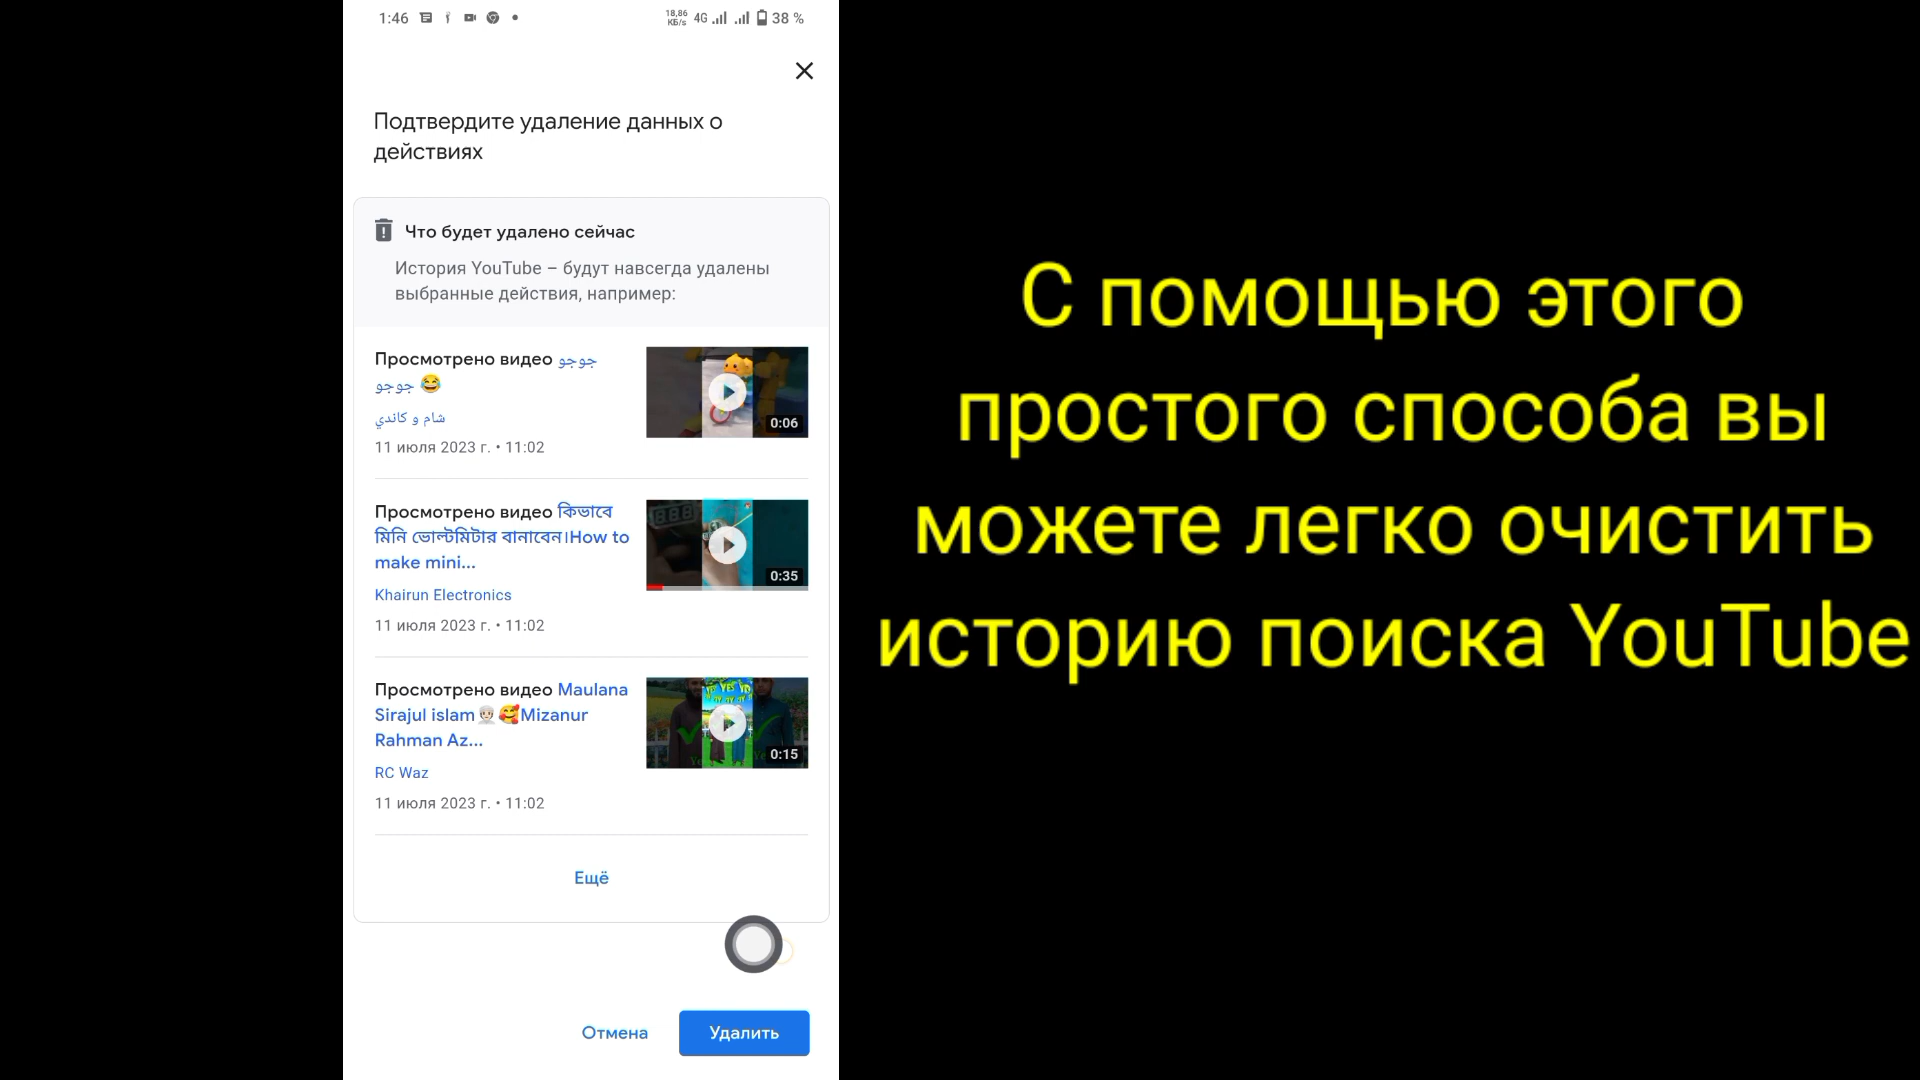 1:46 18,86 КБ/s 4G 38 %
Подтвердите удаление данных о
действиях
Что будет удалено сейчас
История YouTube – будут навсегда удалены
выбранные действия, например:
Просмотрено видео جوجو
جوجو 😂
شام و كاندي
11 июля 2023 г. • 11:02
0:06
Просмотрено видео কিভাবে
মিনি ভোল্টমিটার বানাবেন।How to
make mini...
Khairun Electronics
11 июля 2023 г. • 11:02
0:35
Просмотрено видео Maulana
Sirajul islam👳🏻🥰Mizanur
Rahman Az...
RC Waz
11 июля 2023 г. • 11:02
0:15
Ещё
Отмена
Удалить
С помощью этого
простого способа вы
можете легко очистить
историю поиска YouTube